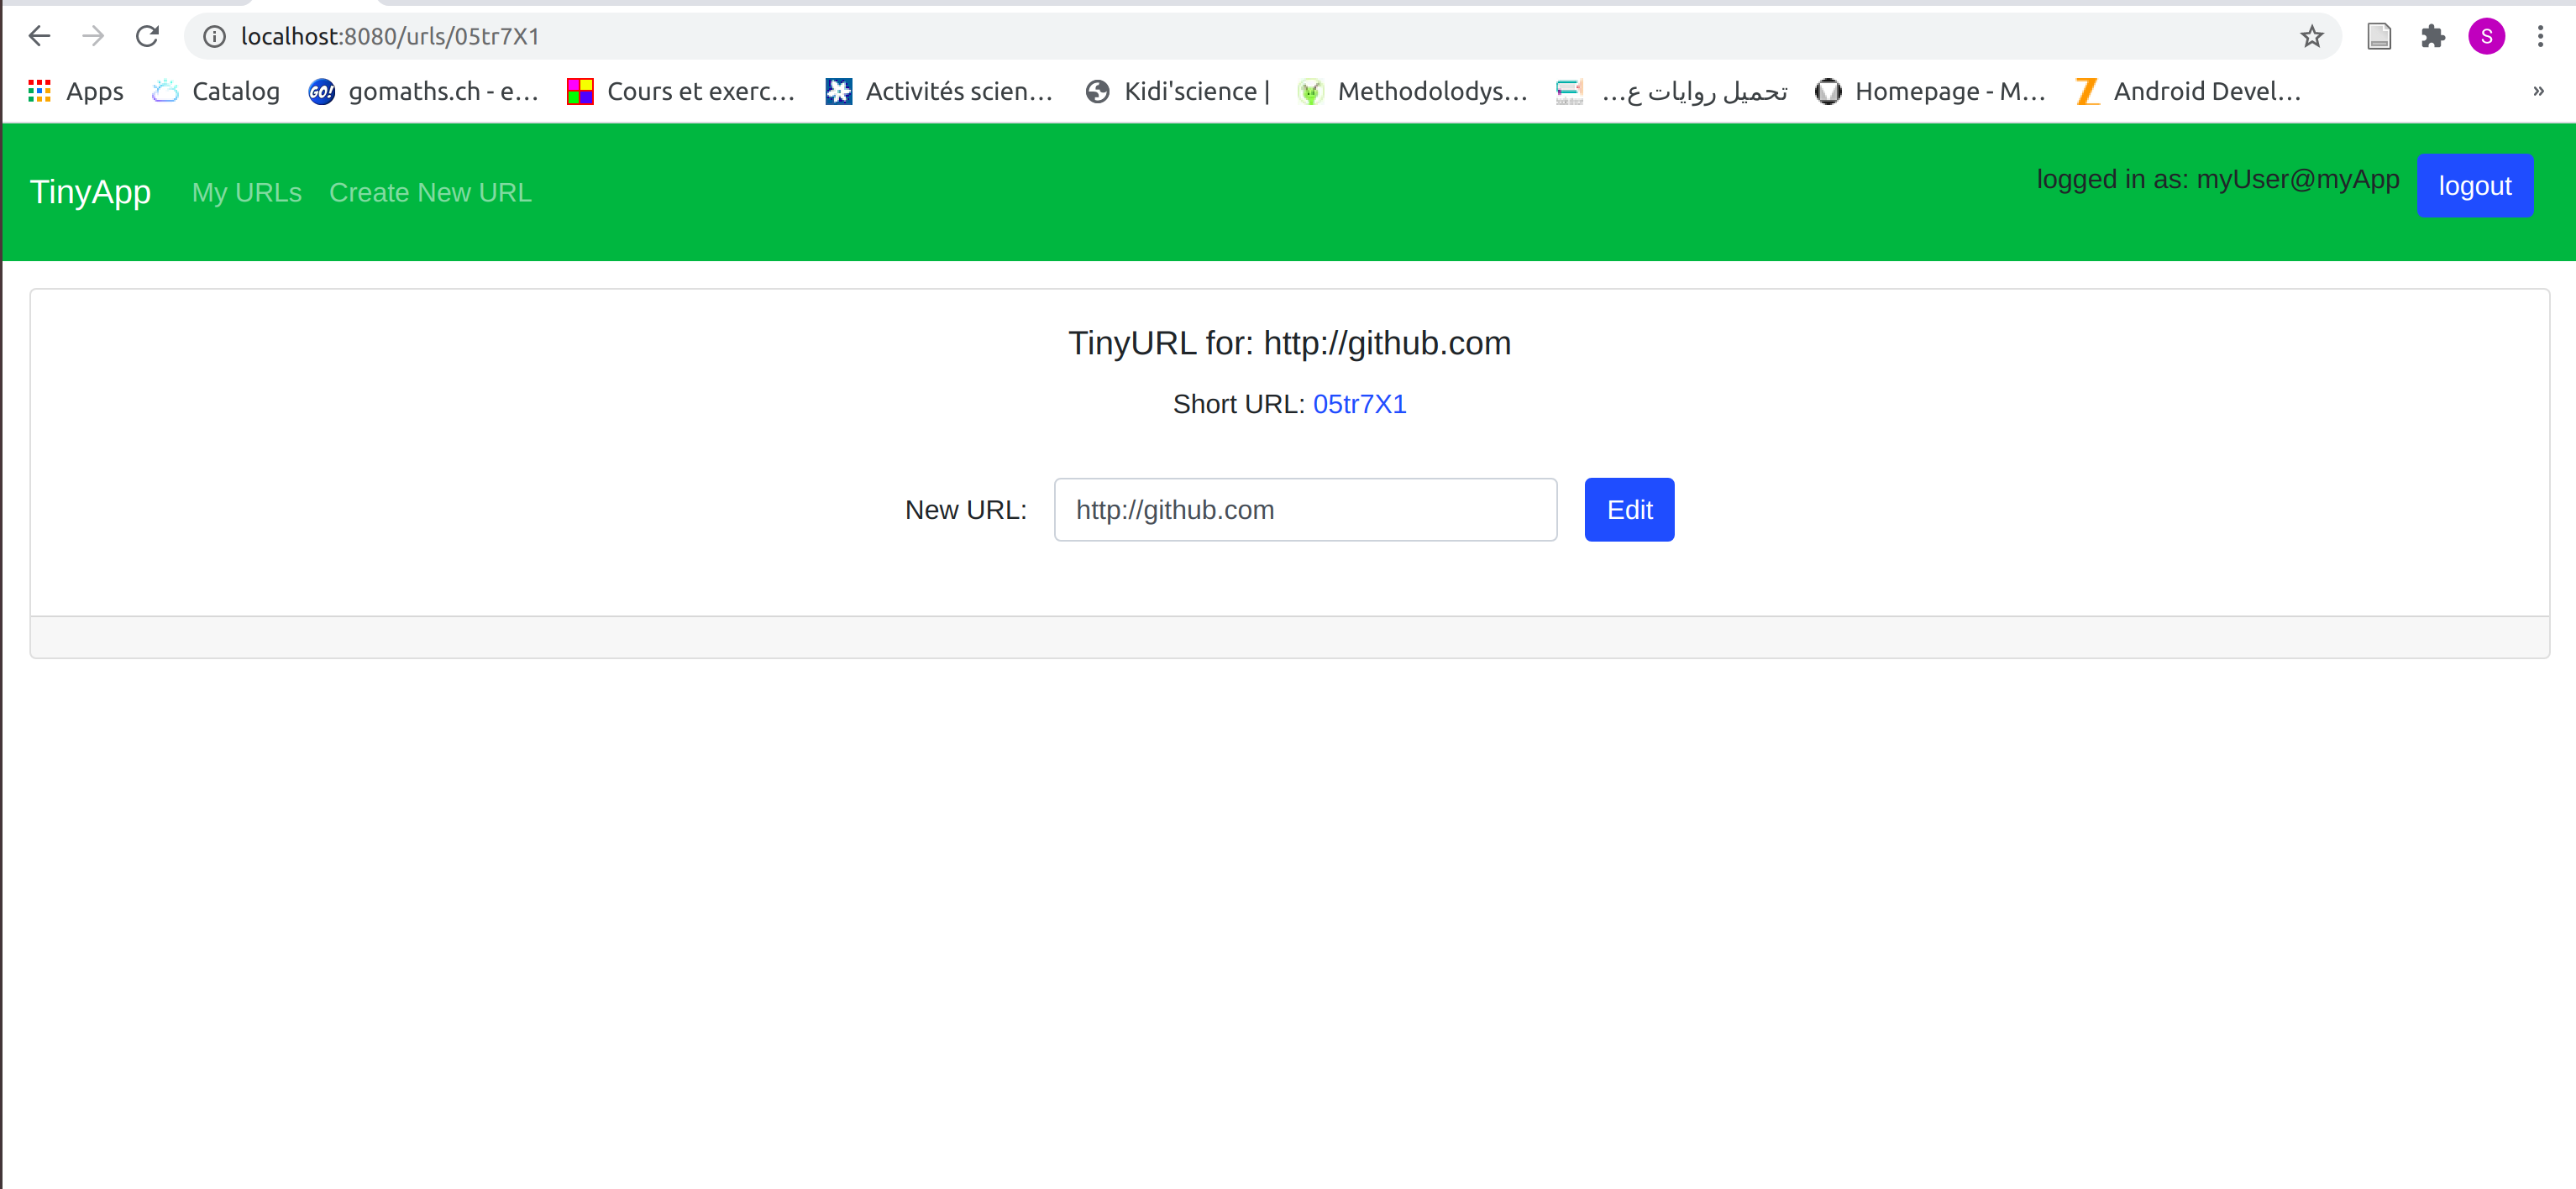 localhost:8080/urls/05tr7X1
S
Apps Catalog GO! gomaths.ch - e... Cours et exerc... Activités scien... Kidi'science | Methodolodys... تحميل روايات ع... Homepage - M... Android Devel... »
TinyApp My URLs Create New URL logged in as: myUser@myApp logout
TinyURL for: http://github.com
Short URL: 05tr7X1
New URL: http://github.com Edit